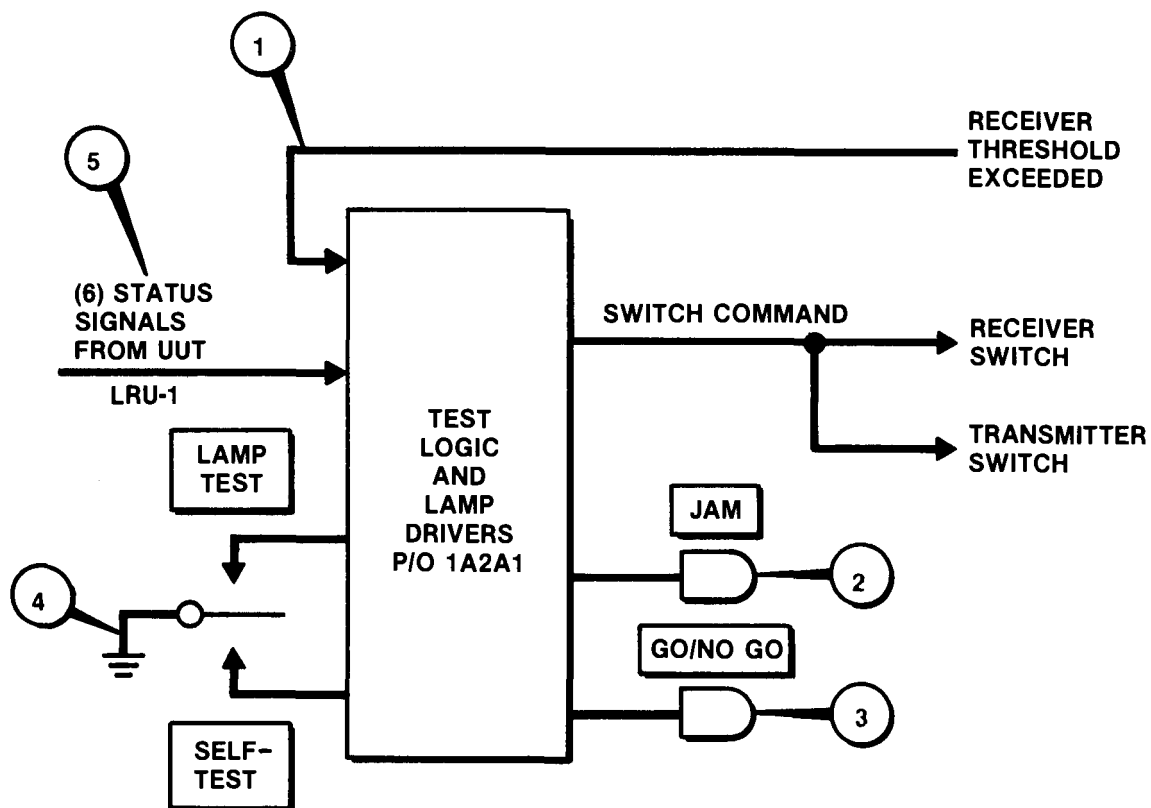 1
RECEIVER
THRESHOLD
EXCEEDED
5
(6) STATUS
SIGNALS
FROM UUT
LRU-1
SWITCH COMMAND
RECEIVER
SWITCH
TRANSMITTER
SWITCH
LAMP
TEST
TEST
LOGIC
AND
LAMP
DRIVERS
P/O 1A2A1
JAM
2
4
GO/NO GO
3
SELF-
TEST